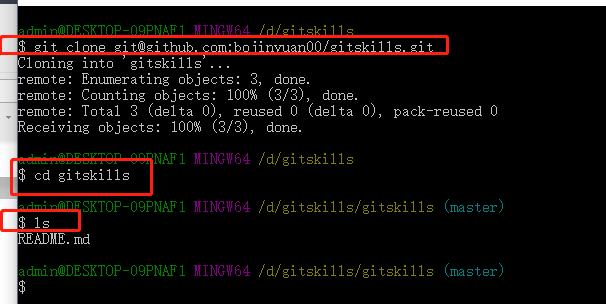 admin@DESKTOP-09PNAF1 MINGW64 /d/gitskills
$ git clone git@github.com:bojinyuan00/gitskills.git
Cloning into 'gitskills'...
remote: Enumerating objects: 3, done.
remote: Counting objects: 100% (3/3), done.
remote: Total 3 (delta 0), reused 0 (delta 0), pack-reused 0
Receiving objects: 100% (3/3), done.
admin@DESKTOP-09PNAF1 MINGW64 /d/gitskills
$ cd gitskills
admin@DESKTOP-09PNAF1 MINGW64 /d/gitskills/gitskills (master)
$ ls
README.md
admin@DESKTOP-09PNAF1 MINGW64 /d/gitskills/gitskills (master)
$